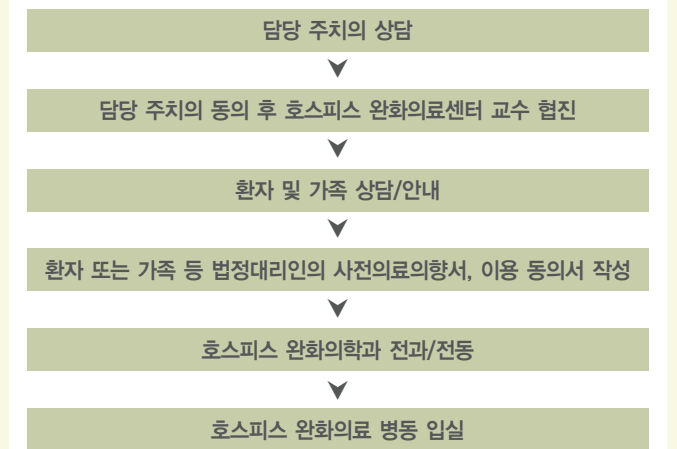 담당 주치의 상담
담당 주치의 동의 후 호스피스 완화의료센터 교수 협진
환자 및 가족 상담/안내
환자 또는 가족 등 법정대리인의 사전의료의향서, 이용 동의서 작성
호스피스 완화의학과 전과/전동
호스피스 완화의료 병동 입실